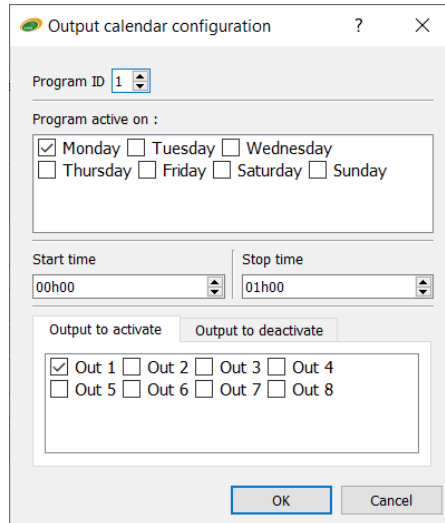 Output calendar configuration ?
Program ID 1
Program active on :
Monday Tuesday Wednesday
Thursday Friday Saturday Sunday
Start time Stop time
00h00 01h00
Output to activate Output to deactivate
Out 1 Out 2 Out 3 Out 4
Out 5 Out 6 Out 7 Out 8
OK Cancel